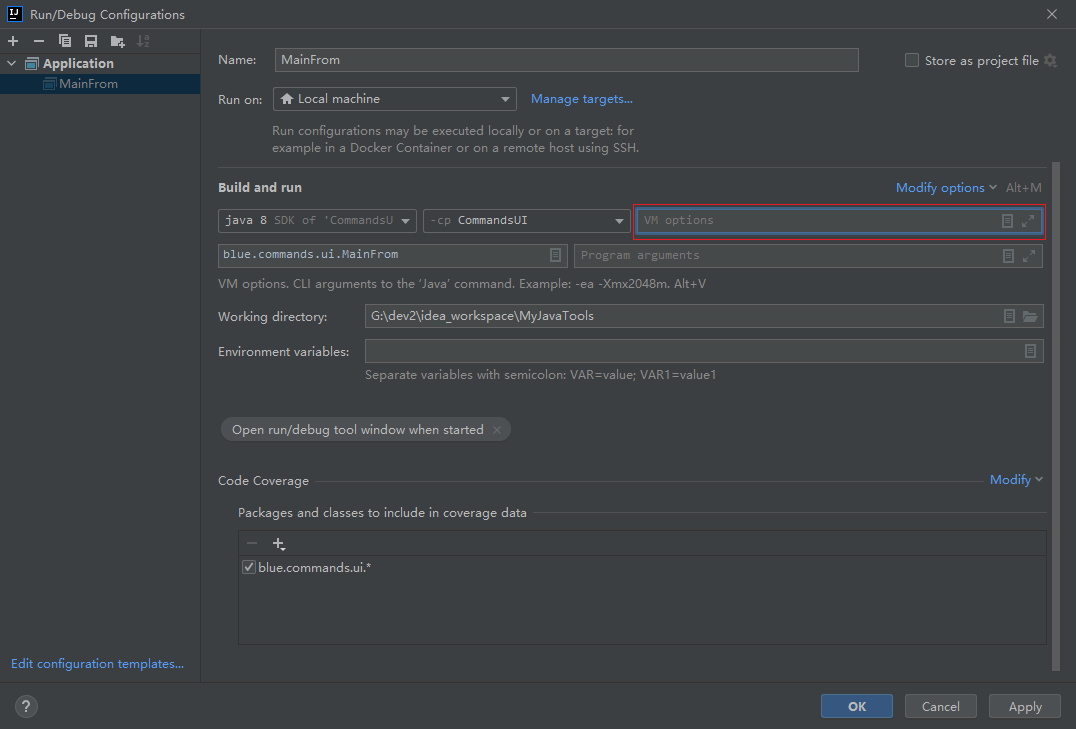 Run/Debug Configurations
Application
MainFrom
Name: MainFrom
Store as project file
Run on: Local machine Manage targets...
Run configurations may be executed locally or on a target: for
example in a Docker Container or on a remote host using SSH.
Build and run
Modify options Alt+M
java 8 SDK of 'CommandsU -cp CommandsUI VM options
blue.commands.ui.MainFrom Program arguments
VM options. CLI arguments to the 'Java' command. Example: -ea -Xmx2048m. Alt+V
Working directory: G:\dev2\idea_workspace\MyJavaTools
Environment variables:
Separate variables with semicolon: VAR=value; VAR1=value1
Open run/debug tool window when started
Code Coverage Modify
Packages and classes to include in coverage data
blue.commands.ui.*
Edit configuration templates...
? OK Cancel Apply